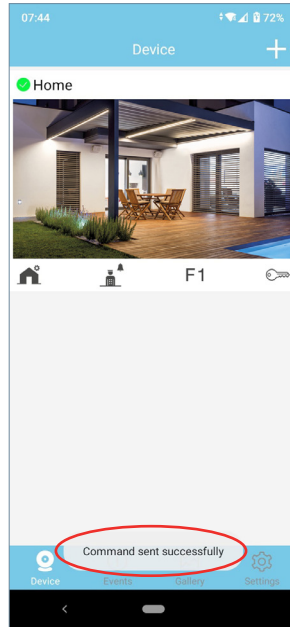 07:44
72%
Device
Home
F1
Command sent successfully
Device Events Gallery Settings